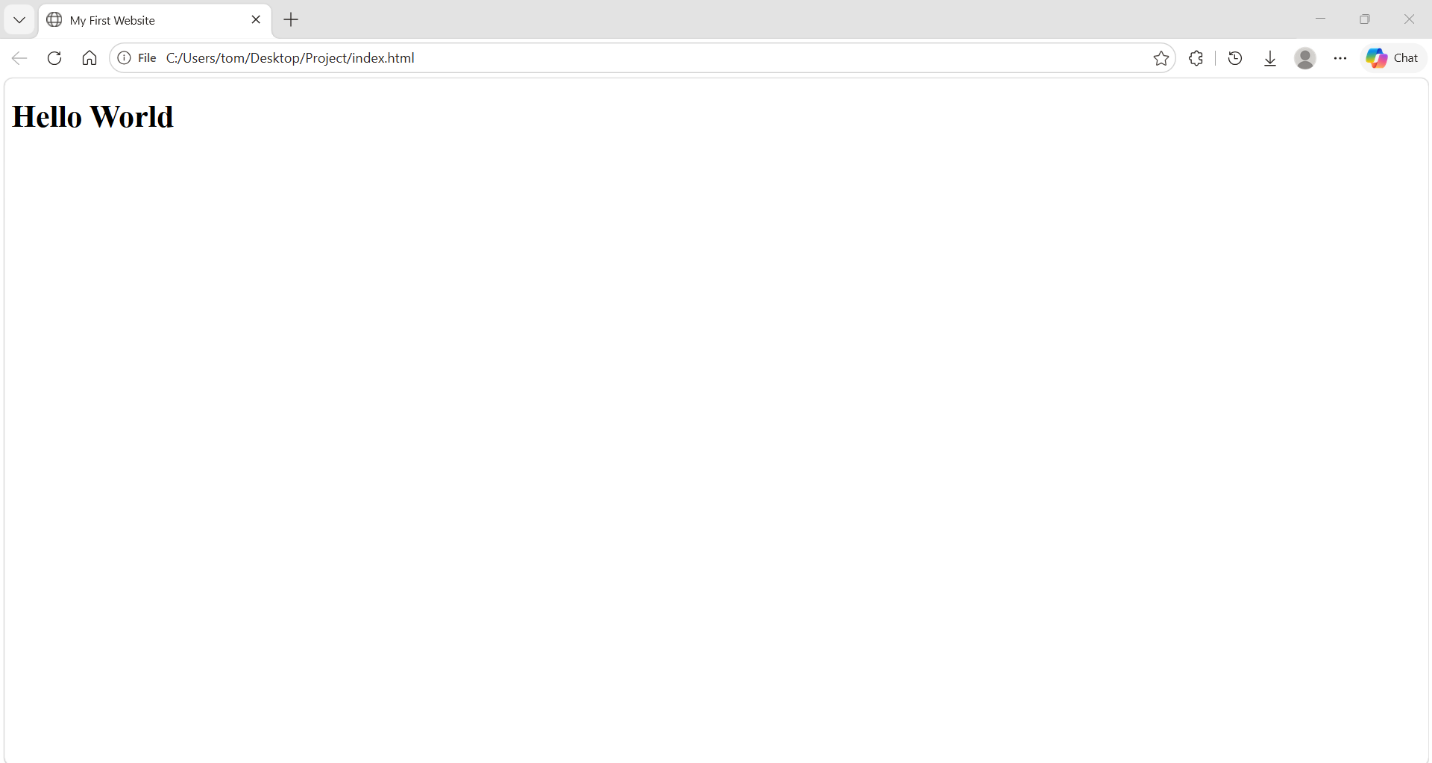 My First Website
File C:/Users/tom/Desktop/Project/index.html
Chat
Hello World